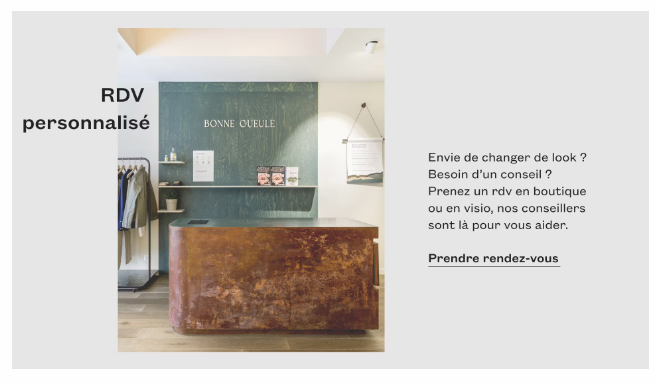 RDV
personnalisé
BONNE GUEULE
Envie de changer de look ?
Besoin d'un conseil ?
Prenez un rdv en boutique
ou en visio, nos conseillers
sont là pour vous aider.
Prendre rendez-vous